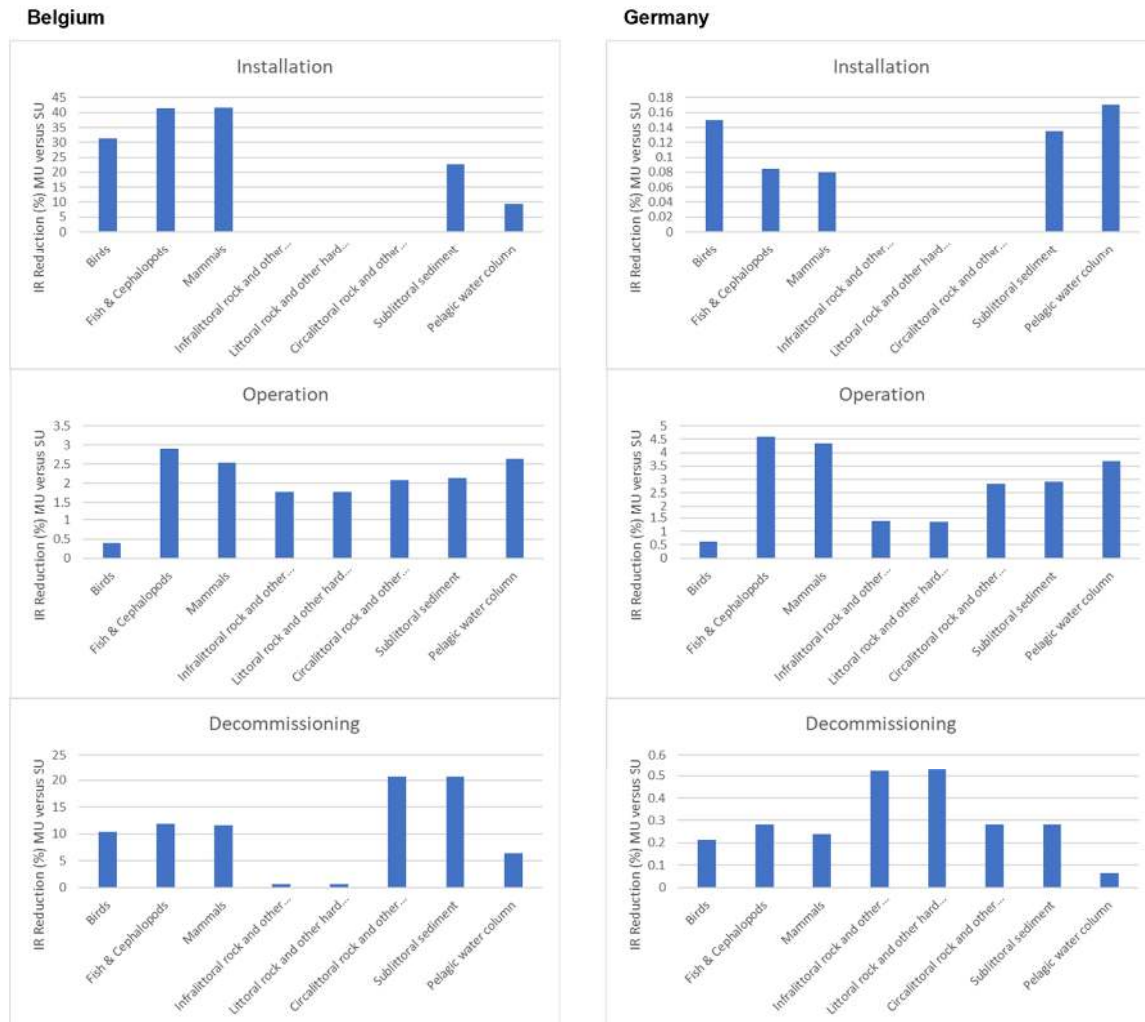 Belgium
Installation
IR Reduction (%) MU versus SU
45
40
35
30
25
20
15
10
5
0
Birds
Fish & Cephalopods
Mammals
Infralittoral rock and other...
Littoral rock and other hard...
Circalittoral rock and other...
Sublittoral sediment
Pelagic water column
Operation
IR Reduction (%) MU versus SU
3.5
3
2.5
2
1.5
1
0.5
0
Birds
Fish & Cephalopods
Mammals
Infralittoral rock and other...
Littoral rock and other hard...
Circalittoral rock and other...
Sublittoral sediment
Pelagic water column
Decommissioning
IR Reduction (%) MU versus SU
25
20
15
10
5
0
Birds
Fish & Cephalopods
Mammals
Infralittoral rock and other...
Littoral rock and other hard...
Circalittoral rock and other...
Sublittoral sediment
Pelagic water column
Germany
Installation
IR Reduction (%) MU versus SU
0.18
0.16
0.14
0.12
0.1
0.08
0.06
0.04
0.02
0
Birds
Fish & Cephalopods
Mammals
Infralittoral rock and other...
Littoral rock and other hard...
Circalittoral rock and other...
Sublittoral sediment
Pelagic water column
Operation
IR Reduction (%) MU versus SU
5
4.5
4
3.5
3
2.5
2
1.5
1
0.5
0
Birds
Fish & Cephalopods
Mammals
Infralittoral rock and other...
Littoral rock and other hard...
Circalittoral rock and other...
Sublittoral sediment
Pelagic water column
Decommissioning
IR Reduction (%) MU versus SU
0.6
0.5
0.4
0.3
0.2
0.1
0
Birds
Fish & Cephalopods
Mammals
Infralittoral rock and other...
Littoral rock and other hard...
Circalittoral rock and other...
Sublittoral sediment
Pelagic water column